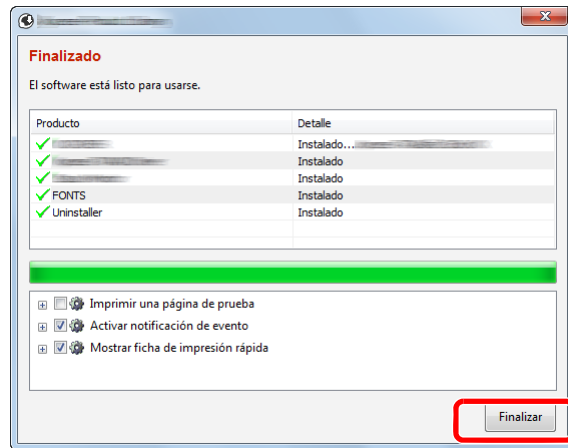 Finalizado
El software está listo para usarse.
Producto Detalle
Instalado...
Instalado
Instalado
FONTS Instalado
Uninstaller Instalado
Imprimir una página de prueba
Activar notificación de evento
Mostrar ficha de impresión rápida
Finalizar